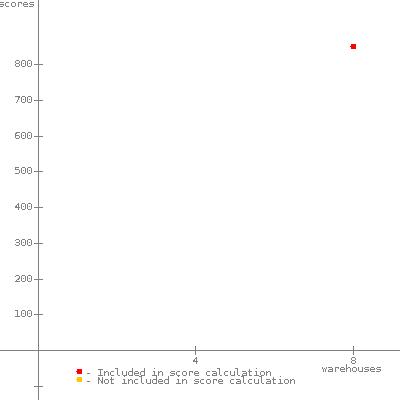 scores
800
700
600
500
400
300
200
100
4 8
warehouses
- Included in score calculation
- Not included in score calculation